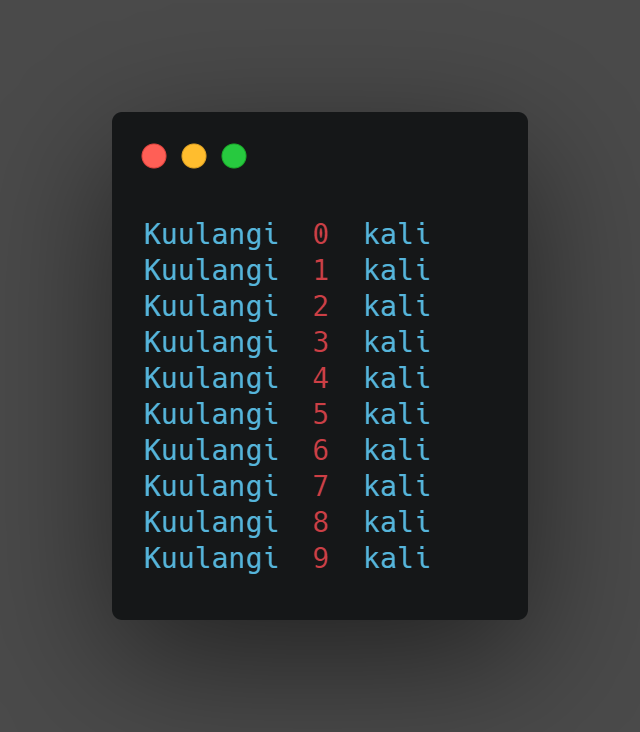 Kuulangi  0  kali
Kuulangi  1  kali
Kuulangi  2  kali
Kuulangi  3  kali
Kuulangi  4  kali
Kuulangi  5  kali
Kuulangi  6  kali
Kuulangi  7  kali
Kuulangi  8  kali
Kuulangi  9  kali